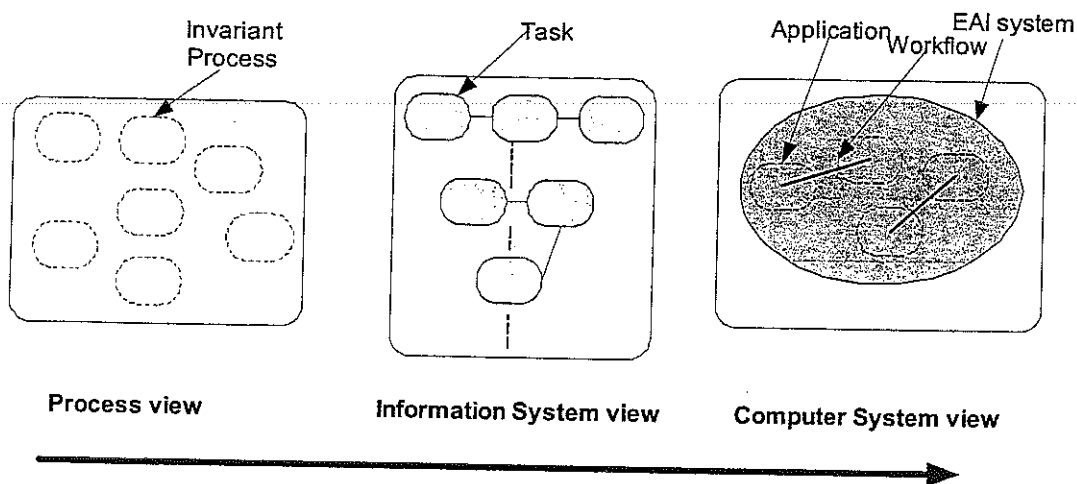 Invariant
Process
Task
Application
Workflow
EAI system
Process view
Information System view
Computer System view